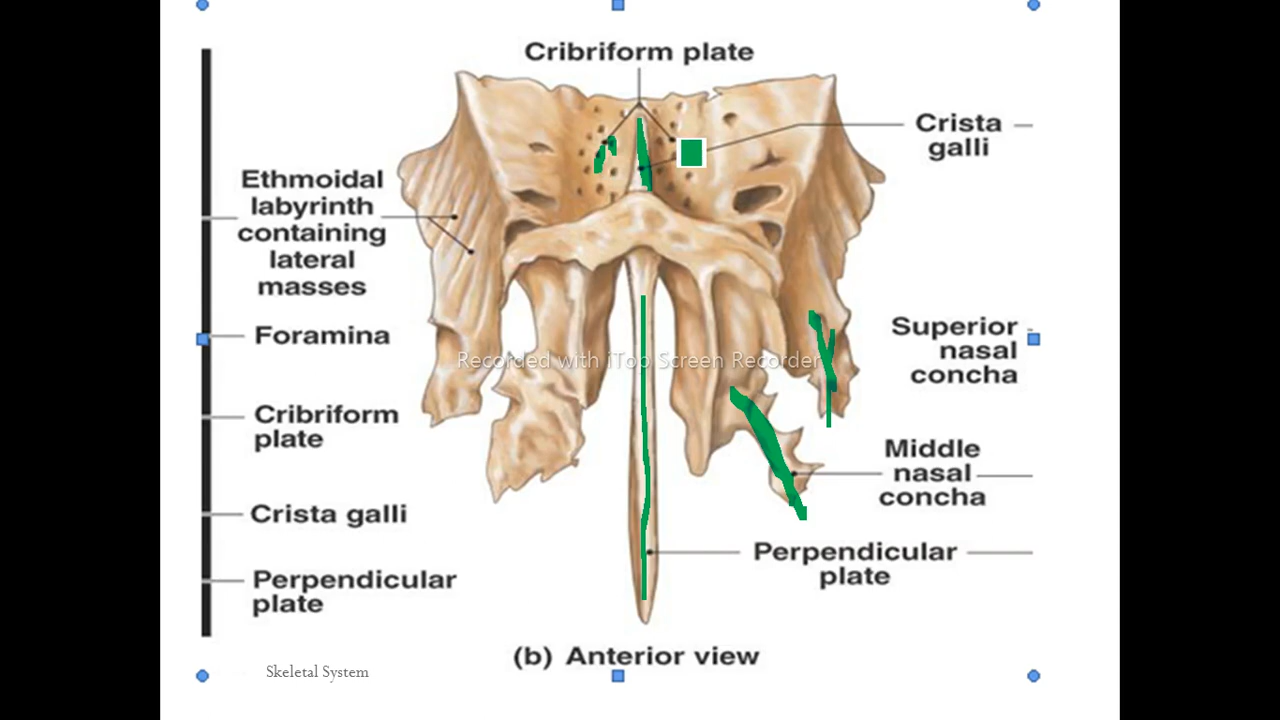 Cribriform plate
Crista
galli
Ethmoidal
labyrinth
containing
lateral
masses
Foramina
Cribriform
plate
Crista galli
Perpendicular
plate
Superior
nasal
concha
Middle
nasal
concha
Perpendicular
plate
Recorded with iTop Screen Recorder
(b) Anterior view
Skeletal System